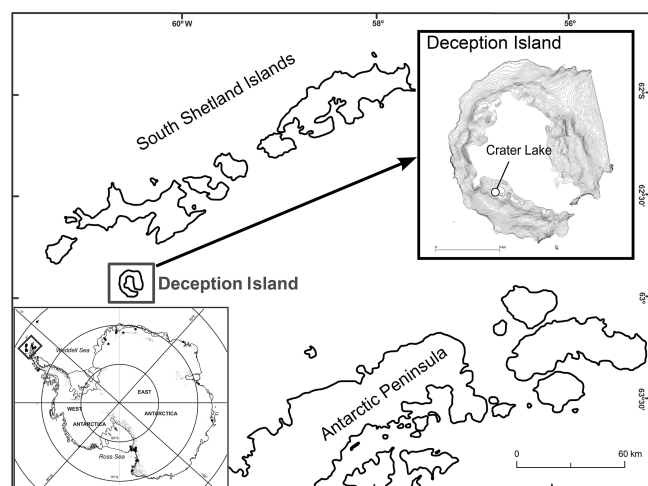 60°W
58°
56°
Deception Island
62°S
South Shetland Islands
Crater Lake
62°30'
0
Deception Island
63°
Weddell Sea
EAST
WEST
ANTARCTICA
ANTARCTICA
Ross Sea
Antarctic Peninsula
63°30'
0
60 km